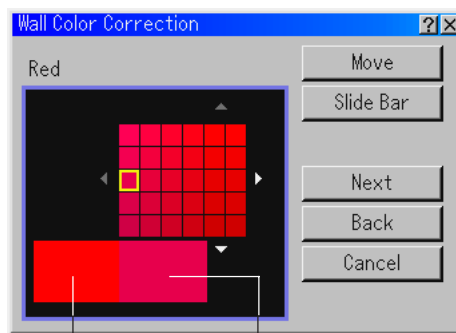 Wall Color Correction
?
×
Red
Move
Slide Bar
Next
Back
Cancel